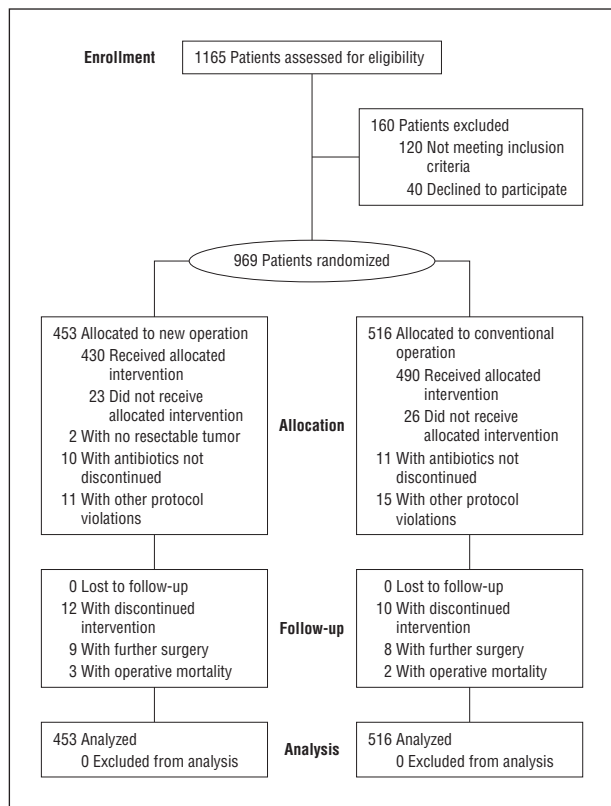 Enrollment
1165 Patients assessed for eligibility
160 Patients excluded
120 Not meeting inclusion
criteria
40 Declined to participate
969 Patients randomized
453 Allocated to new operation
430 Received allocated
intervention
23 Did not receive
allocated intervention
2 With no resectable tumor
10 With antibiotics not
discontinued
11 With other protocol
violations
Allocation
516 Allocated to conventional
operation
490 Received allocated
intervention
26 Did not receive
allocated intervention
11 With antibiotics not
discontinued
15 With other protocol
violations
0 Lost to follow-up
12 With discontinued
intervention
9 With further surgery
3 With operative mortality
Follow-up
0 Lost to follow-up
10 With discontinued
intervention
8 With further surgery
2 With operative mortality
453 Analyzed
0 Excluded from analysis
Analysis
516 Analyzed
0 Excluded from analysis